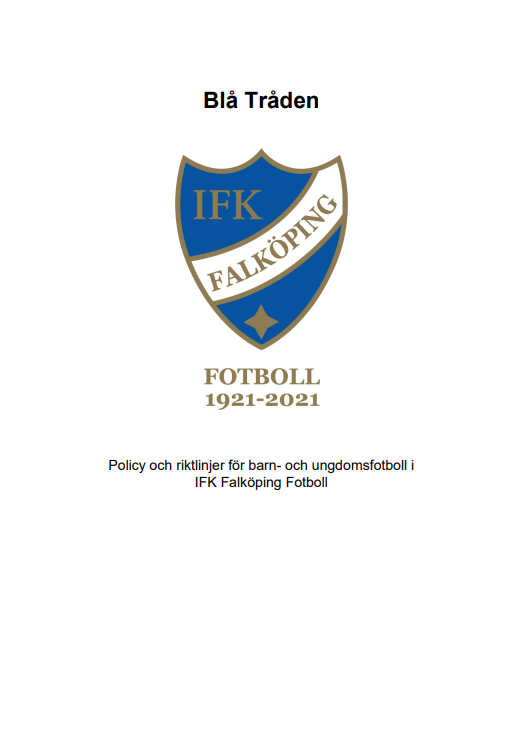 Blå Tråden
IFK
FALKÖPING
FOTBOLL
1921-2021
Policy och riktlinjer för barn- och ungdomsfotboll i
IFK Falköping Fotboll